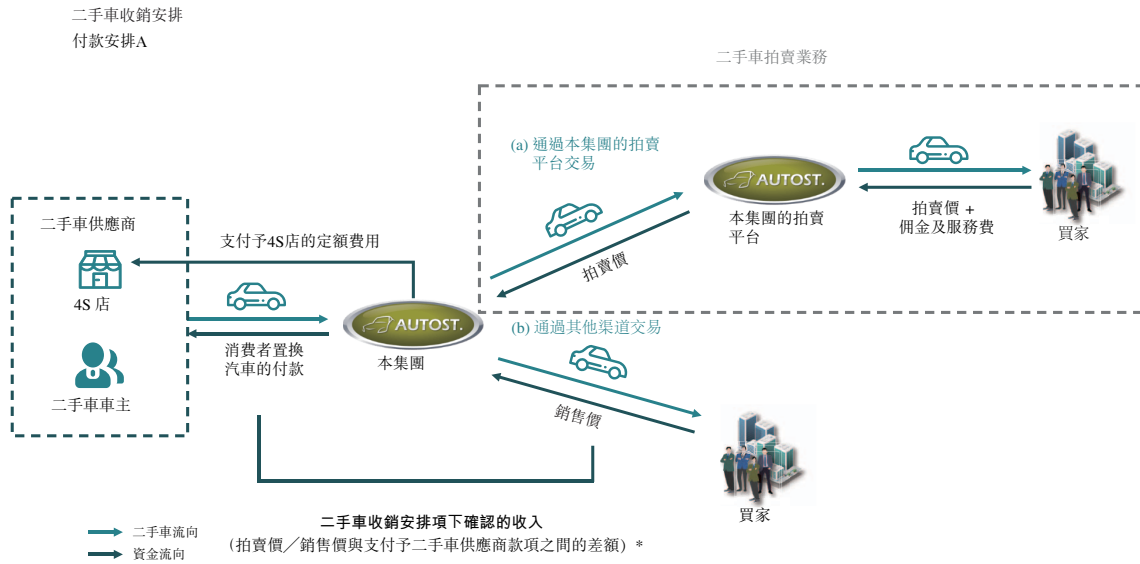 二手車收銷安排
付款安排A
二手車拍賣業務
(a) 通過本集團的拍賣
平台交易
AUTOST.
本集團的拍賣
平台
拍賣價 +
佣金及服務費
買家
拍賣價
二手車供應商
4S 店
二手車車主
支付予4S店的定額費用
消費者置換
汽車的付款
AUTOST.
本集團
(b) 通過其他渠道交易
銷售價
買家
二手車收銷安排項下確認的收入
(拍賣價／銷售價與支付予二手車供應商款項之間的差額) *
二手車流向
資金流向